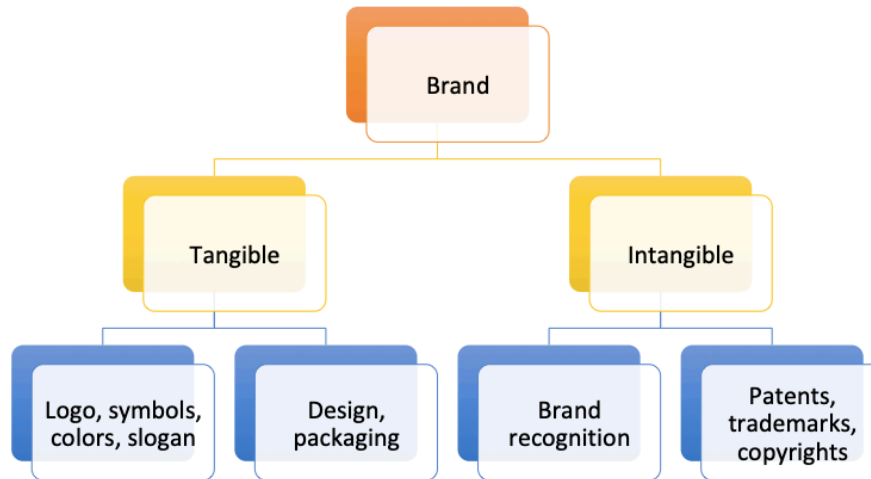 Brand
Tangible
Intangible
Logo, symbols,
colors, slogan
Design,
packaging
Brand
recognition
Patents,
trademarks,
copyrights